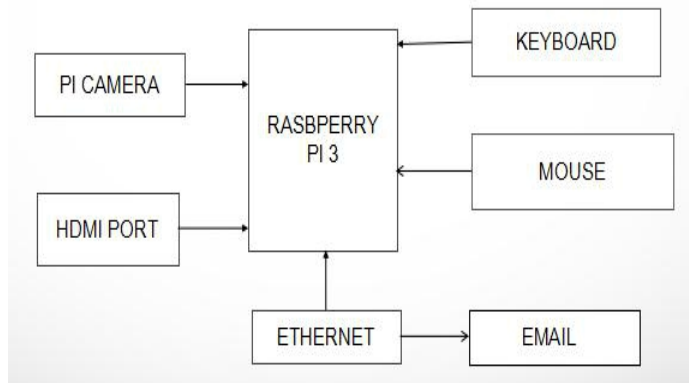 KEYBOARD
PI CAMERA
RASBPERRY
PI 3
MOUSE
HDMI PORT
ETHERNET
EMAIL